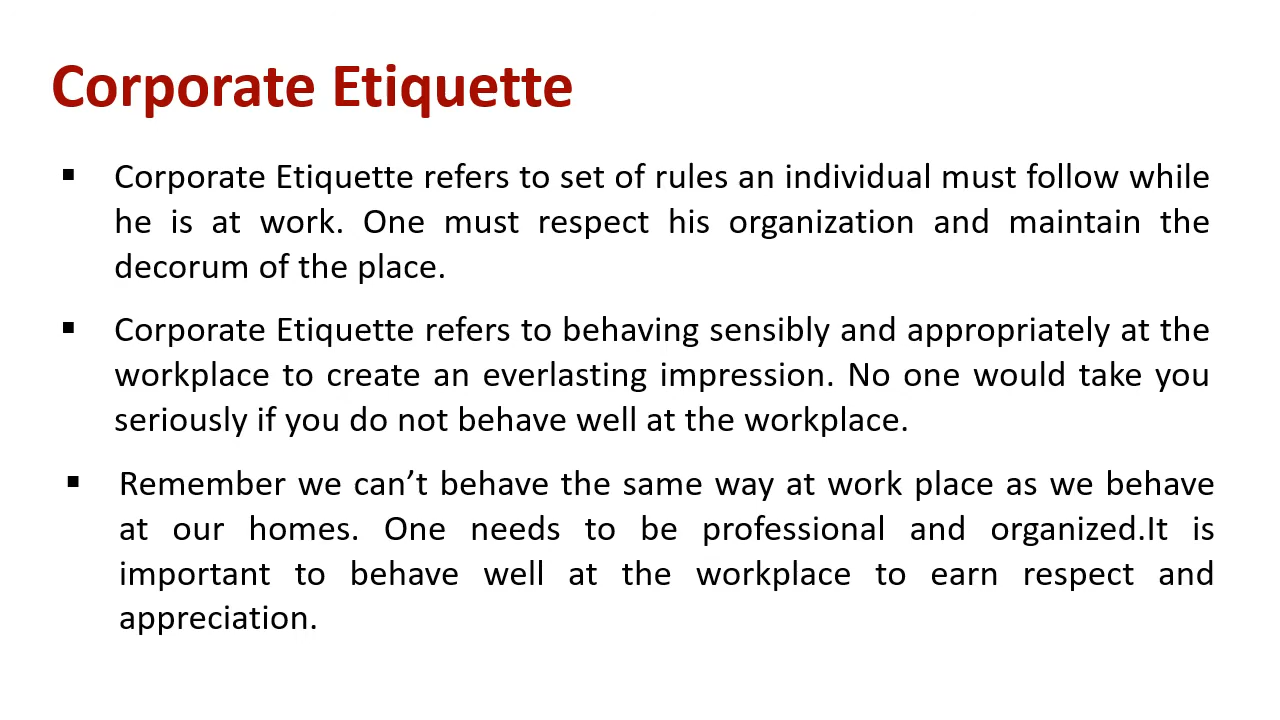 Corporate Etiquette
▪ Corporate Etiquette refers to set of rules an individual must follow while
he is at work. One must respect his organization and maintain the
decorum of the place.
▪ Corporate Etiquette refers to behaving sensibly and appropriately at the
workplace to create an everlasting impression. No one would take you
seriously if you do not behave well at the workplace.
▪ Remember we can’t behave the same way at work place as we behave
at our homes. One needs to be professional and organized.It is
important to behave well at the workplace to earn respect and
appreciation.